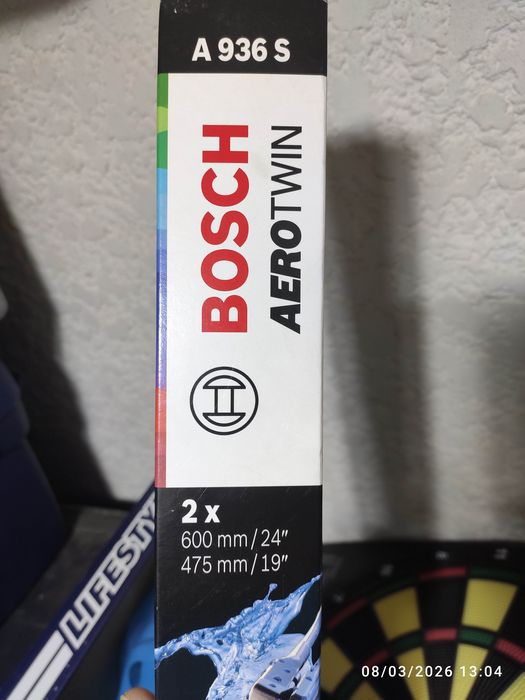 A 936 S
BOSCH
AEROTWIN
2 x
600 mm/24"
475 mm/19"
LIFESTY
08/03/2026 13:04